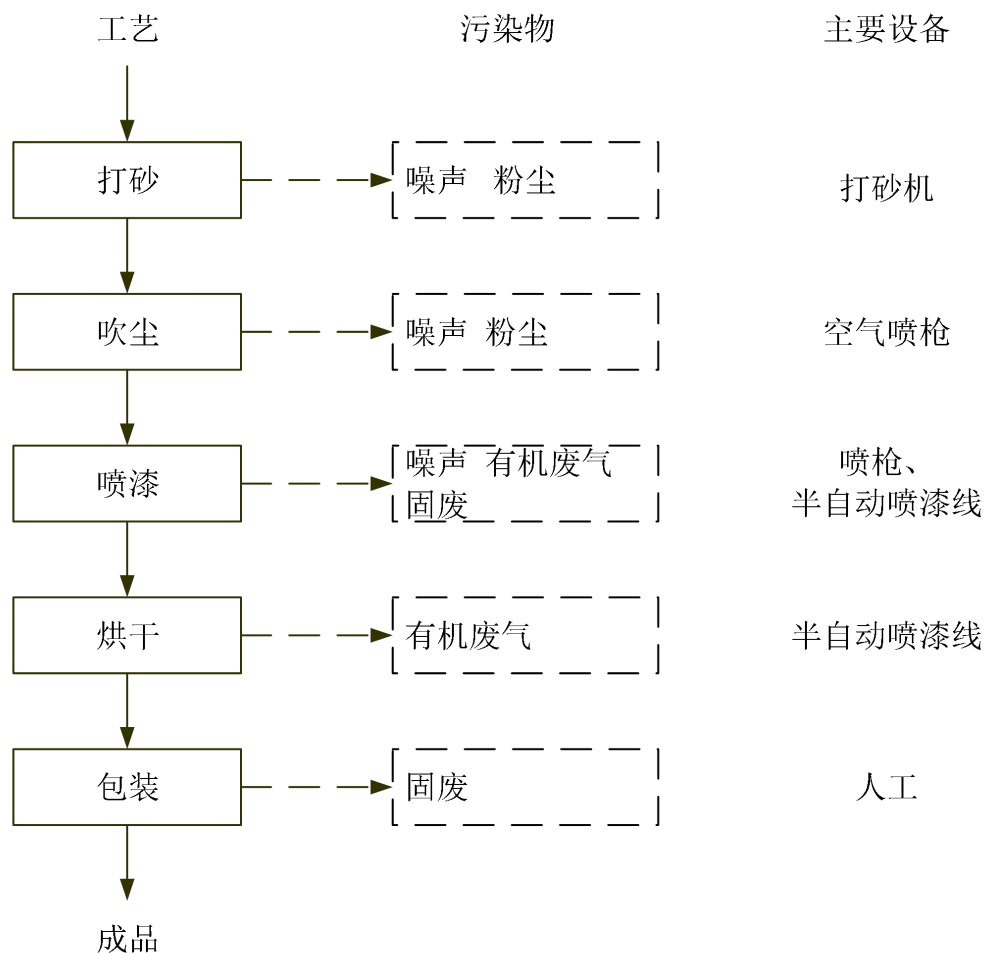 工艺 污染物 主要设备
打砂 噪声 粉尘 打砂机
吹尘 噪声 粉尘 空气喷枪
喷漆 噪声 有机废气 喷枪、
固废 半自动喷漆线
烘干 有机废气 半自动喷漆线
包装 固废 人工
成品